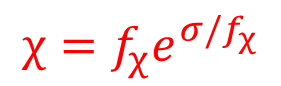 χ = f_χ e^{σ/f_χ}